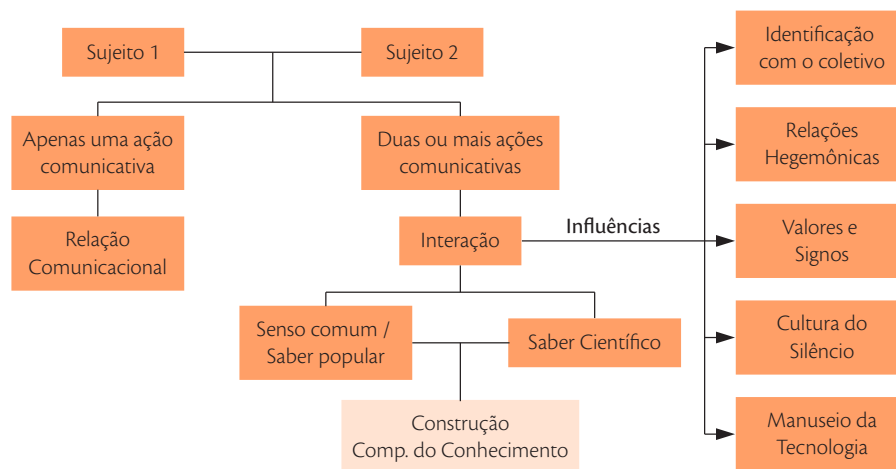 Sujeito 1
Sujeito 2
Apenas uma ação
comunicativa
Duas ou mais ações
comunicativas
Relação
Comunicacional
Interação
Influências
Senso comum /
Saber popular
Saber Científico
Construção
Comp. do Conhecimento
Identificação
com o coletivo
Relações
Hegemônicas
Valores e
Signos
Cultura do
Silêncio
Manuseio da
Tecnologia